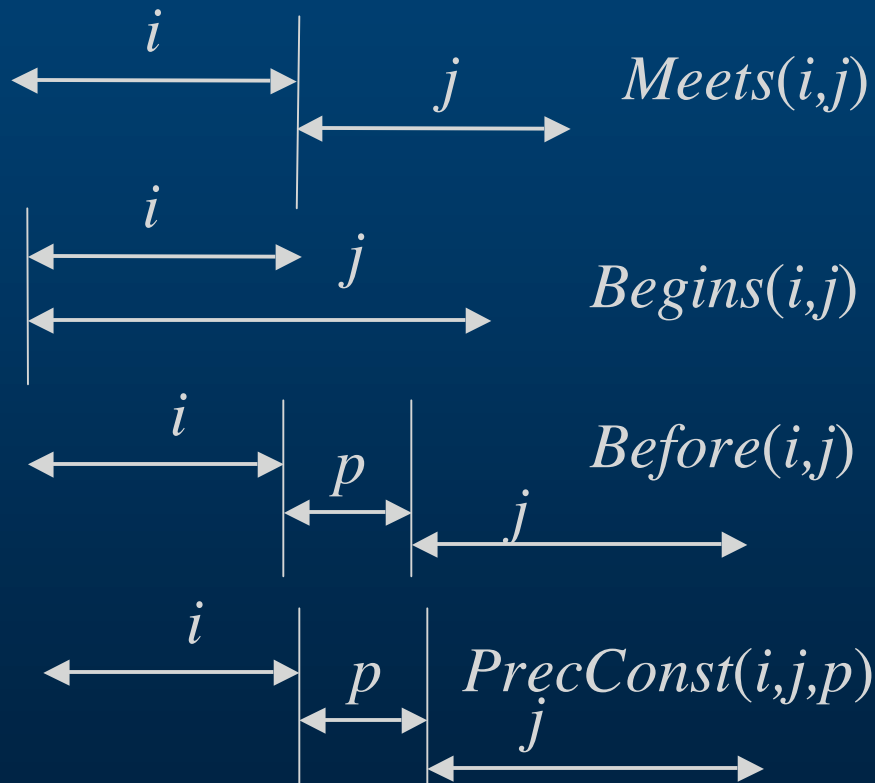 i
j
Meets(i,j)
i
j
Begins(i,j)
i
p
Before(i,j)
j
i
p
PrecConst(i,j,p)
j